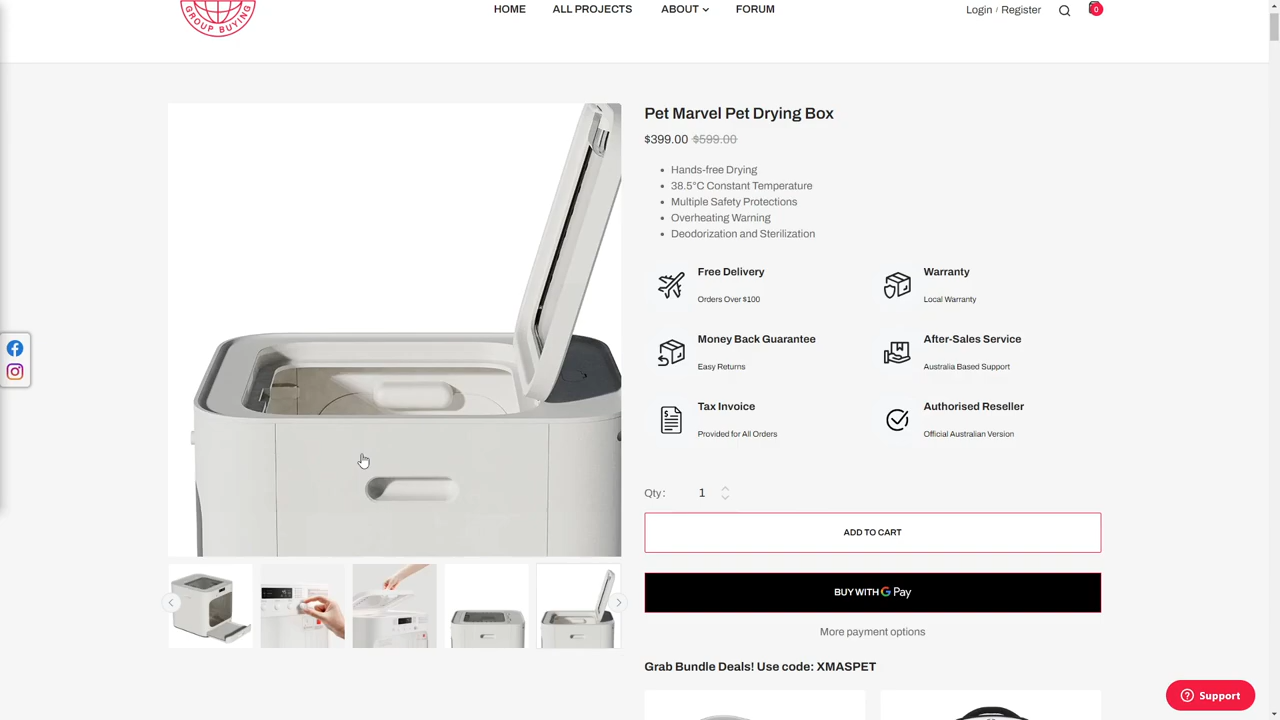 GROUP BUYING
HOME
ALL PROJECTS
ABOUT
FORUM
Login / Register
0
Pet Marvel Pet Drying Box
$399.00 $599.00
Hands-free Drying
38.5°C Constant Temperature
Multiple Safety Protections
Overheating Warning
Deodorization and Sterilization
Free Delivery
Orders Over $100
Warranty
Local Warranty
Money Back Guarantee
Easy Returns
After-Sales Service
Australia Based Support
Tax Invoice
Provided for All Orders
Authorised Reseller
Official Australian Version
Qty: 1
ADD TO CART
BUY WITH G Pay
More payment options
Grab Bundle Deals! Use code: XMASPET
Support